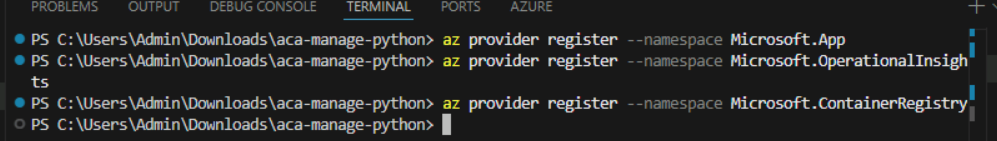 PROBLEMS OUTPUT DEBUG CONSOLE TERMINAL PORTS AZURE
PS C:\Users\Admin\Downloads\aca-manage-python> az provider register --namespace Microsoft.App
PS C:\Users\Admin\Downloads\aca-manage-python> az provider register --namespace Microsoft.OperationalInsigh
ts
PS C:\Users\Admin\Downloads\aca-manage-python> az provider register --namespace Microsoft.ContainerRegistry
PS C:\Users\Admin\Downloads\aca-manage-python>